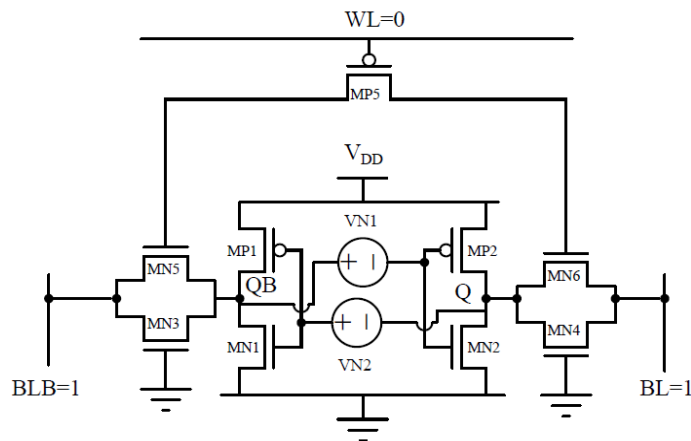 WL=0
MP5
VDD
VN1
MP1
MP2
MN5
MN6
QB
Q
MN3
MN4
MN1
MN2
VN2
BLB=1
BL=1